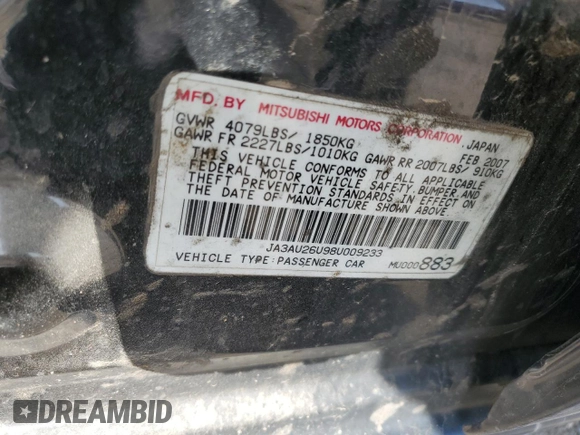 MFD. BY MITSUBISHI MOTORS CORPORATION JAPAN
GVWR 4079LBS/ 1850KG FEB 2007
GAWR FR 2227LBS/1010KG GAWR RR 2007LBS/ 910KG
THIS VEHICLE CONFORMS TO ALL APPLICABLE
FEDERAL MOTOR VEHICLE SAFETY,BUMPER,AND
THEFT PREVENTION STANDARDS IN EFFECT ON
THE DATE OF MANUFACTURE SHOWN ABOVE.
JA3AU26U98U009233
VEHICLE TYPE:PASSENGER CAR MU000883
DREAMBID